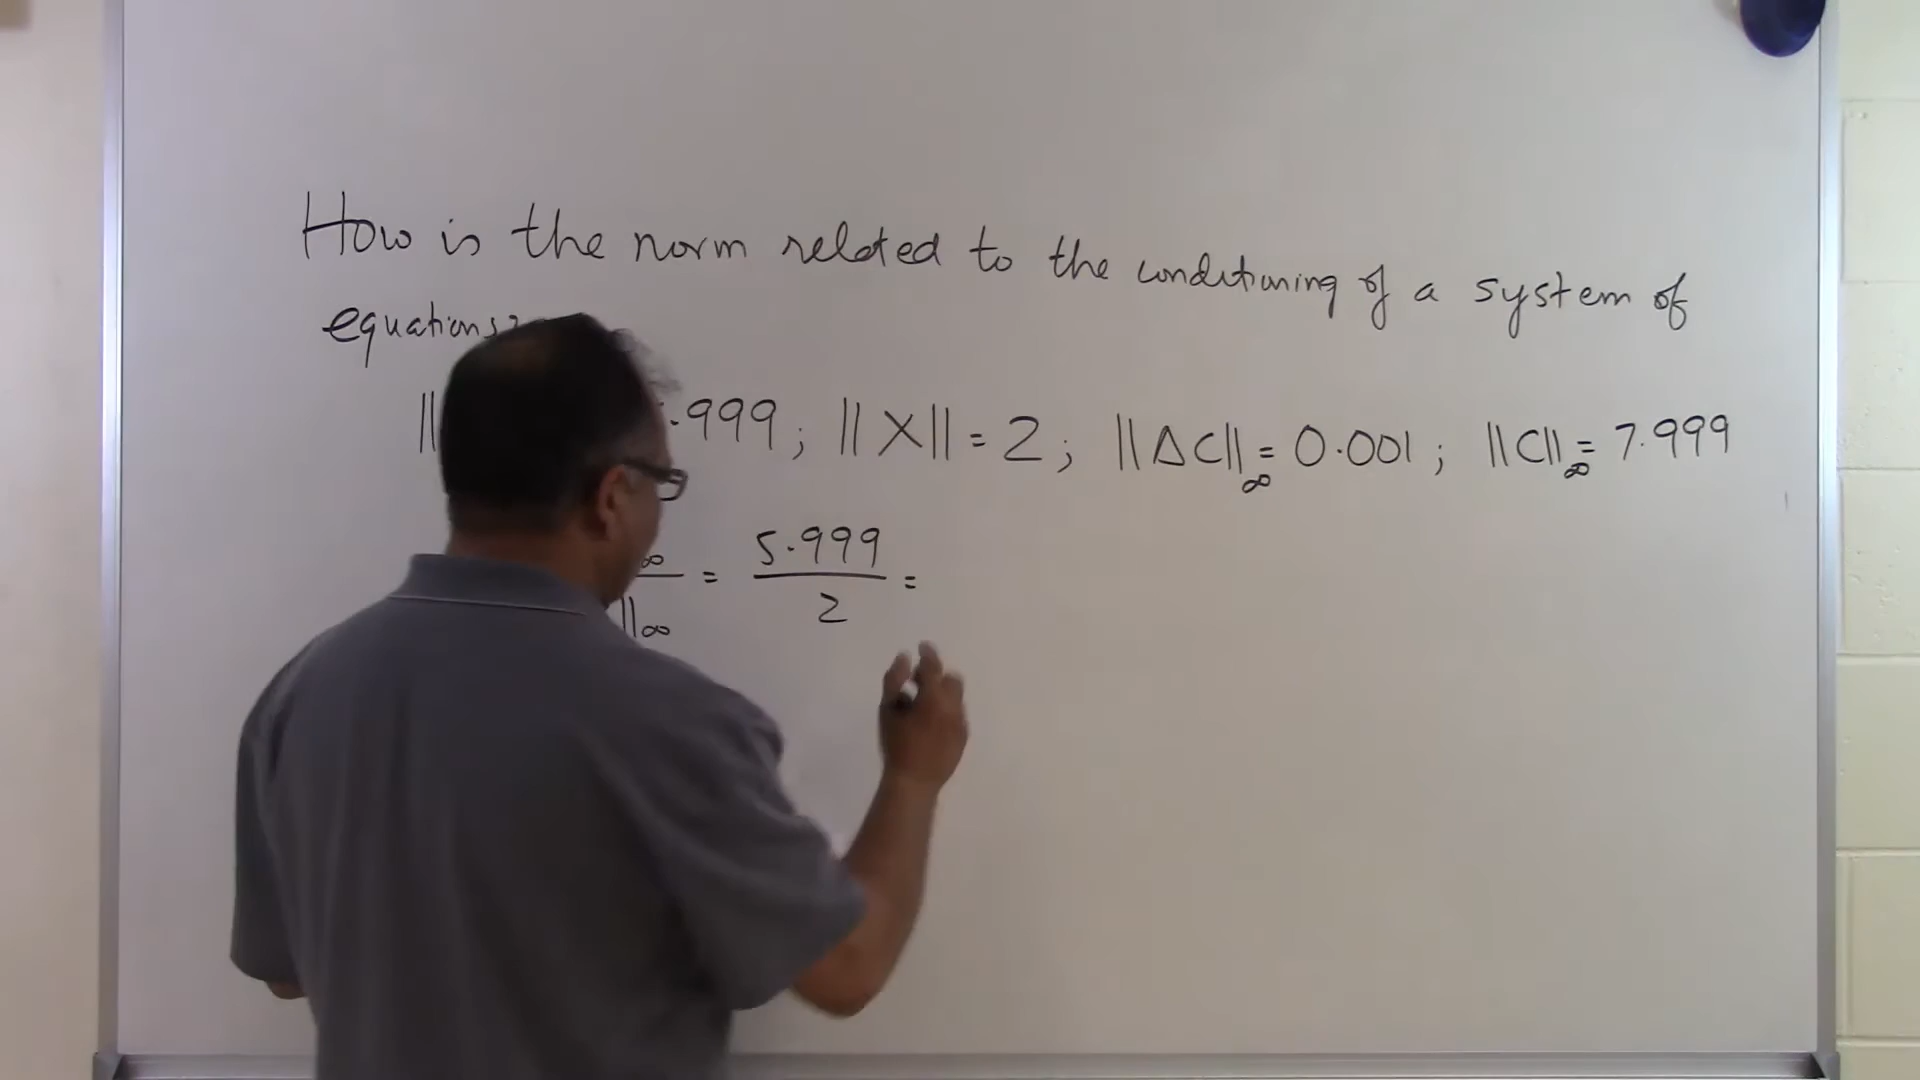 How is the norm related to the conditioning of a system of
equations?
|| .999 ; ||X|| = 2 ; ||ΔC||∞ = 0.001 ; ||C||∞ = 7.999
∞ / ||∞ = 5.999 / 2 =